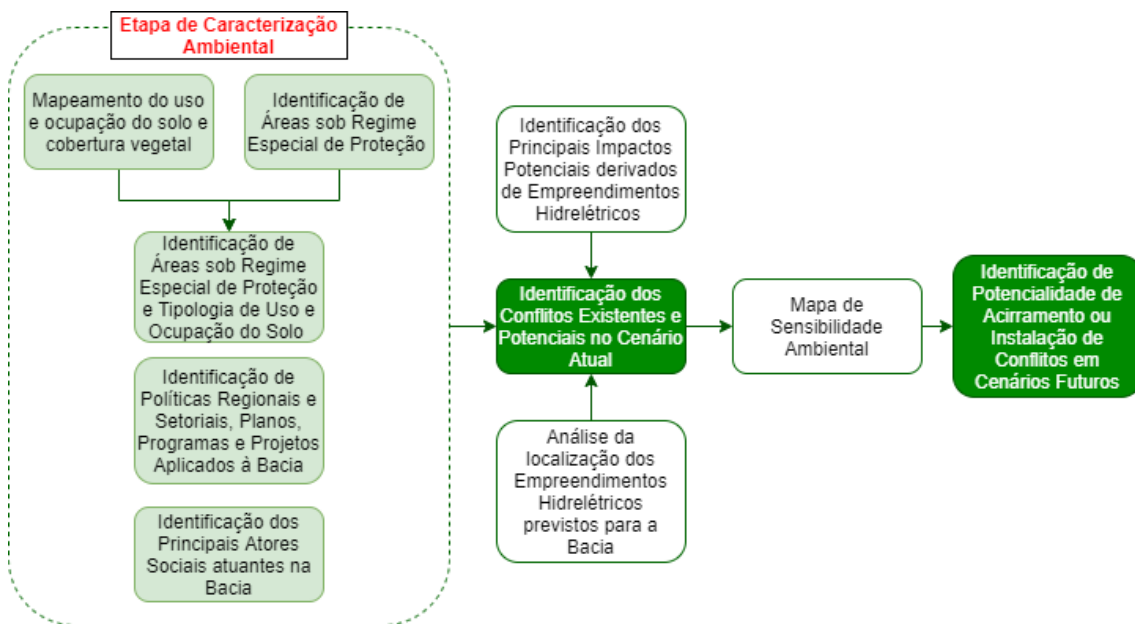 Etapa de Caracterização
Ambiental
Mapeamento do uso
e ocupação do solo e
cobertura vegetal
Identificação de
Áreas sob Regime
Especial de Proteção
Identificação de
Áreas sob Regime
Especial de Proteção
e Tipologia de Uso e
Ocupação do Solo
Identificação de
Políticas Regionais e
Setoriais, Planos,
Programas e Projetos
Aplicados à Bacia
Identificação dos
Principais Atores
Sociais atuantes na
Bacia
Identificação dos
Principais Impactos
Potenciais derivados
de Empreendimentos
Hidrelétricos
Identificação dos
Conflitos Existentes e
Potenciais no Cenário
Atual
Análise da
localização dos
Empreendimentos
Hidrelétricos
previstos para a
Bacia
Mapa de
Sensibilidade
Ambiental
Identificação de
Potencialidade de
Acirramento ou
Instalação de
Conflitos em
Cenários Futuros